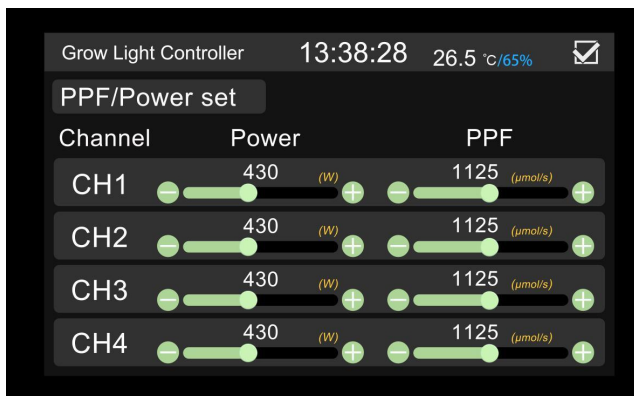 Grow Light Controller 13:38:28 26.5 °C/65%
PPF/Power set
Channel Power PPF
CH1 430 (W) 1125 (μmol/s)
CH2 430 (W) 1125 (μmol/s)
CH3 430 (W) 1125 (μmol/s)
CH4 430 (W) 1125 (μmol/s)